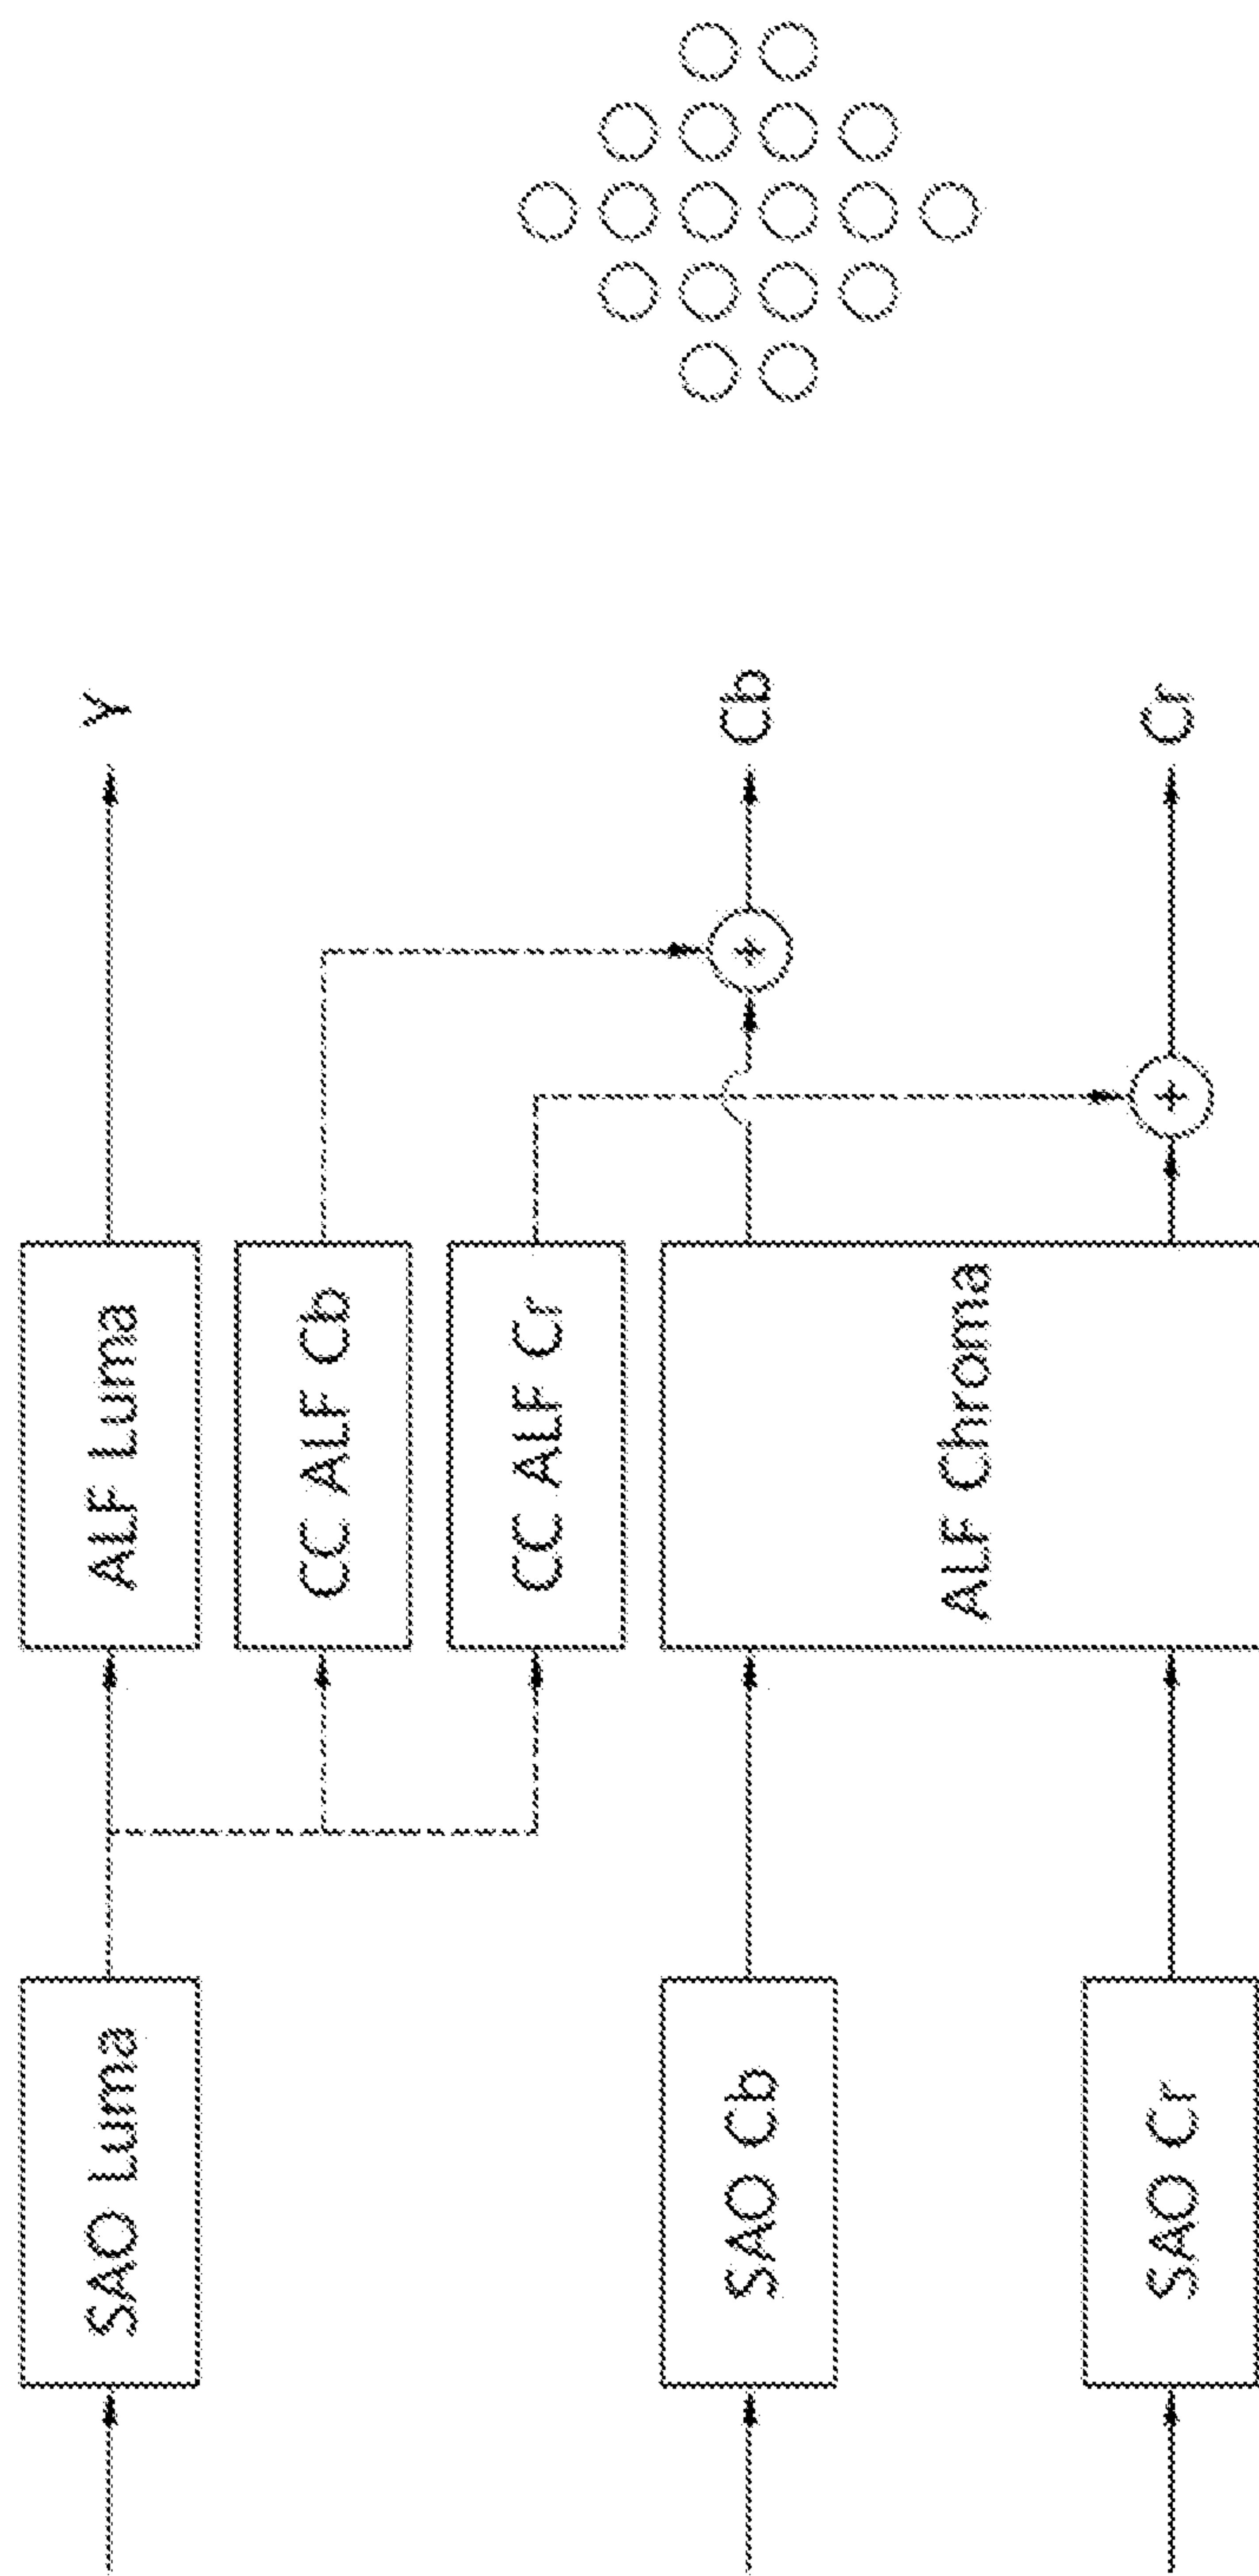 SAO Luma
ALF Luma
Y
CC ALF Cb
CC ALF Cr
SAO Cb
ALF Chroma
+
Cb
SAO Cr
+
Cr